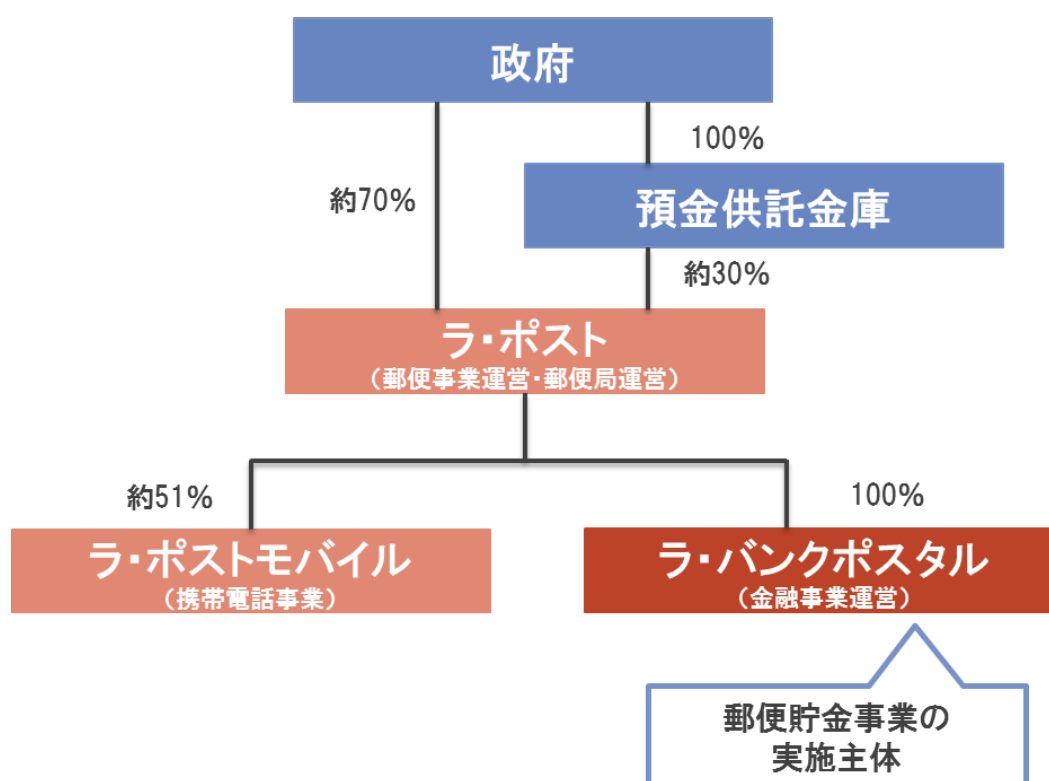 政府
100%
約70%
預金供託金庫
約30%
ラ・ポスト
（郵便事業運営・郵便局運営）
約51%
100%
ラ・ポストモバイル
（携帯電話事業）
ラ・バンクポスタル
（金融事業運営）
郵便貯金事業の
実施主体